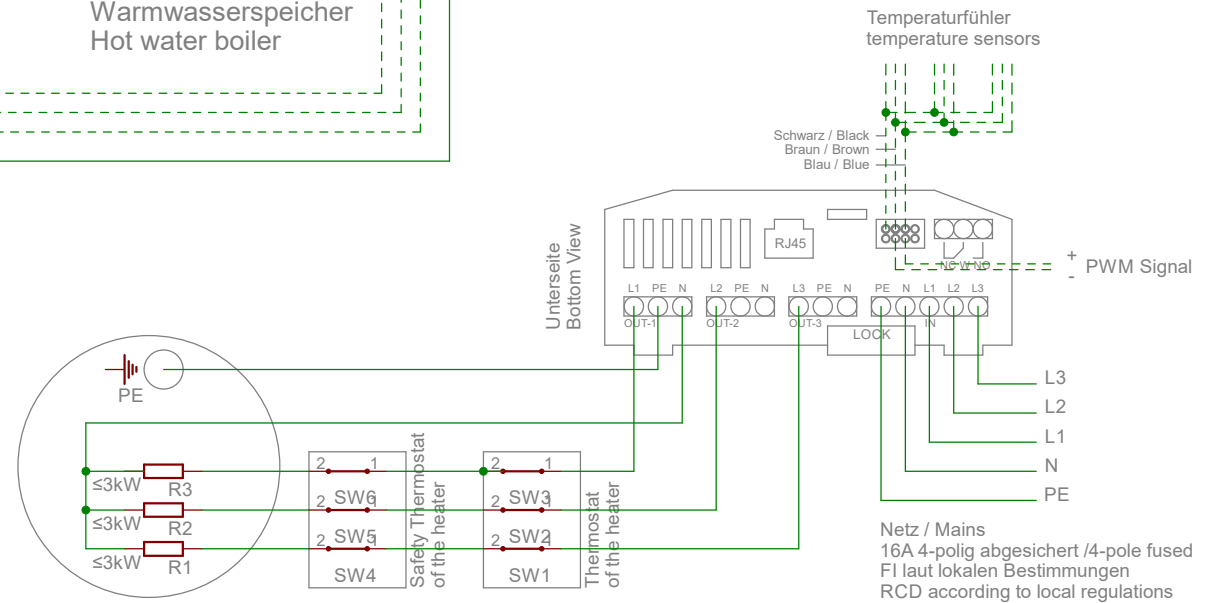 Warmwasserspeicher
Hot water boiler
Temperaturfühler
temperature sensors
Schwarz / Black
Braun / Brown
Blau / Blue
Unterseite
Bottom View
RJ45
NC W NO
+
-
PWM Signal
L1 PE N L2 PE N L3 PE N PE N L1 L2 L3
OUT-1 OUT-2 OUT-3 IN
LOCK
PE
L3
L2
L1
N
PE
2 1 2 1
≤3kW R3 SW6 SW3
2 1 2 1
≤3kW R2 SW5 SW2
2 1 2 1
≤3kW R1 SW4 SW1
Safety Thermostat
of the heater
Thermostat
of the heater
Netz / Mains
16A 4-polig abgesichert /4-pole fused
FI laut lokalen Bestimmungen
RCD according to local regulations